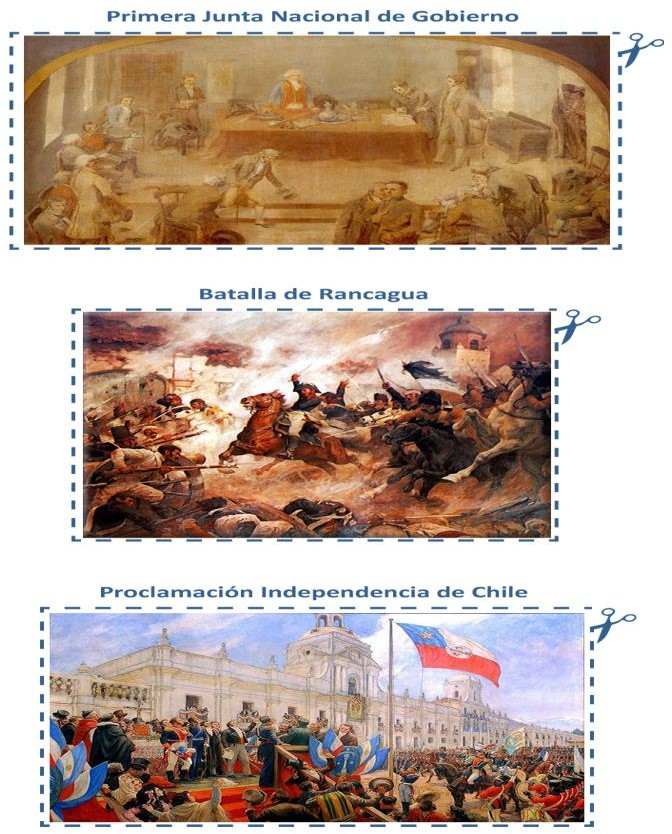 Primera Junta Nacional de Gobierno
Batalla de Rancagua
Proclamación Independencia de Chile